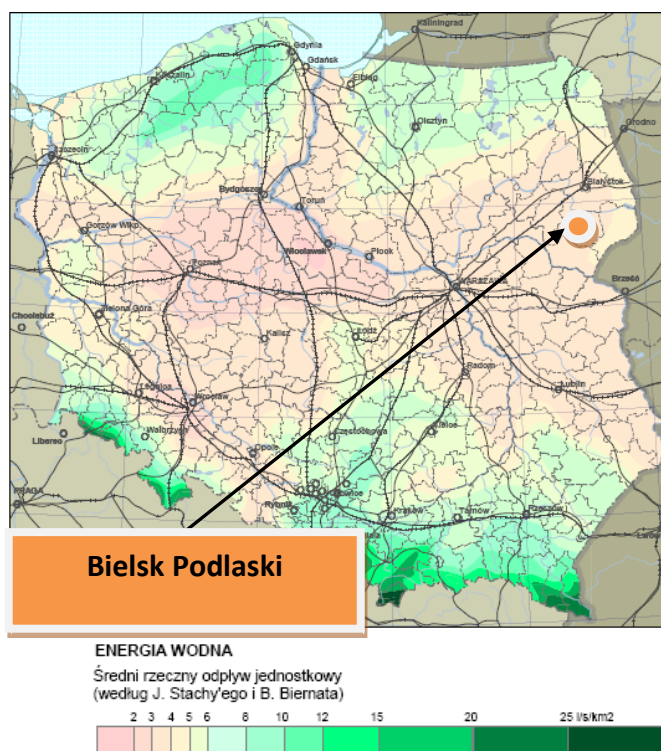 Kaliningrad
Gdynia
Gdańsk
Koszalin
Elbląg
Olsztyn
Grodno
Szczecin
Białystok
Bydgoszcz
Toruń
Gorzów Wlkp.
Włocławek
Płock
Poznań
WARSZAWA
Brześć
Zielona Góra
Chociebuż
Kalisz
Łódź
Radom
Legnica
Lublin
Wrocław
Liberec
Wałbrzych
Częstochowa
Kielce
Opole
PRAGA
Rybnik
Kraków
Tarnów
Rzeszów
Bielsk Podlaski
ENERGIA WODNA
Średni rzeczny odpływ jednostkowy
(według J. Stachy'ego i B. Biernata)
2 3 4 5 6 8 10 12 15 20 25 l/s/km2